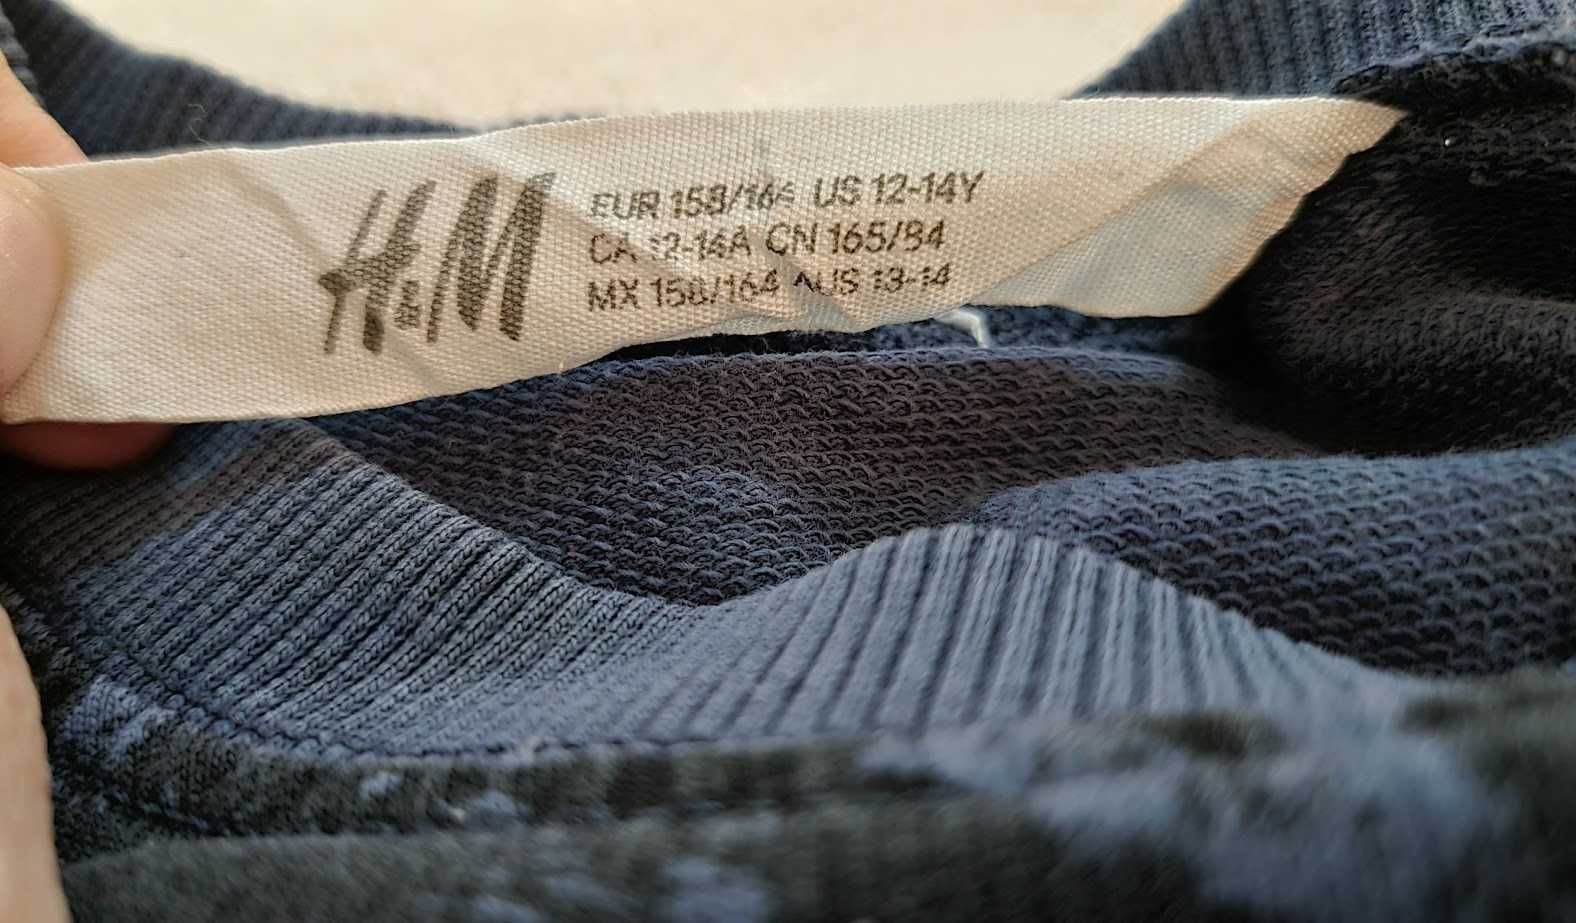 H&M
EUR 158/164 US 12-14Y
CA 12-14A CN 165/84
MX 158/164 AUS 13-14